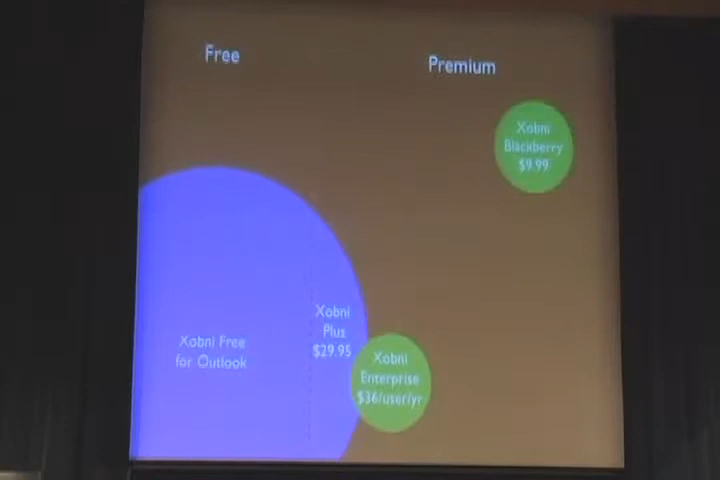 Free
Premium
Xobni
Blackberry
$9.99
Xobni Free
for Outlook
Xobni
Plus
$29.95
Xobni
Enterprise
$36/user/yr